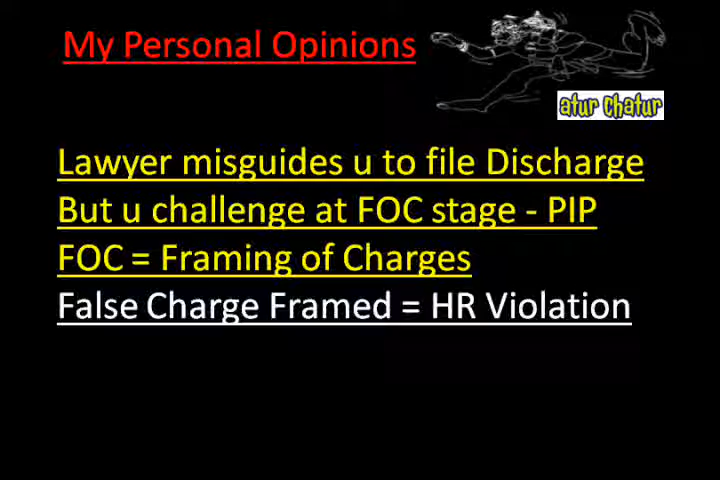 My Personal Opinions
atur chatur
Lawyer misguides u to file Discharge
But u challenge at FOC stage - PIP
FOC = Framing of Charges
False Charge Framed = HR Violation